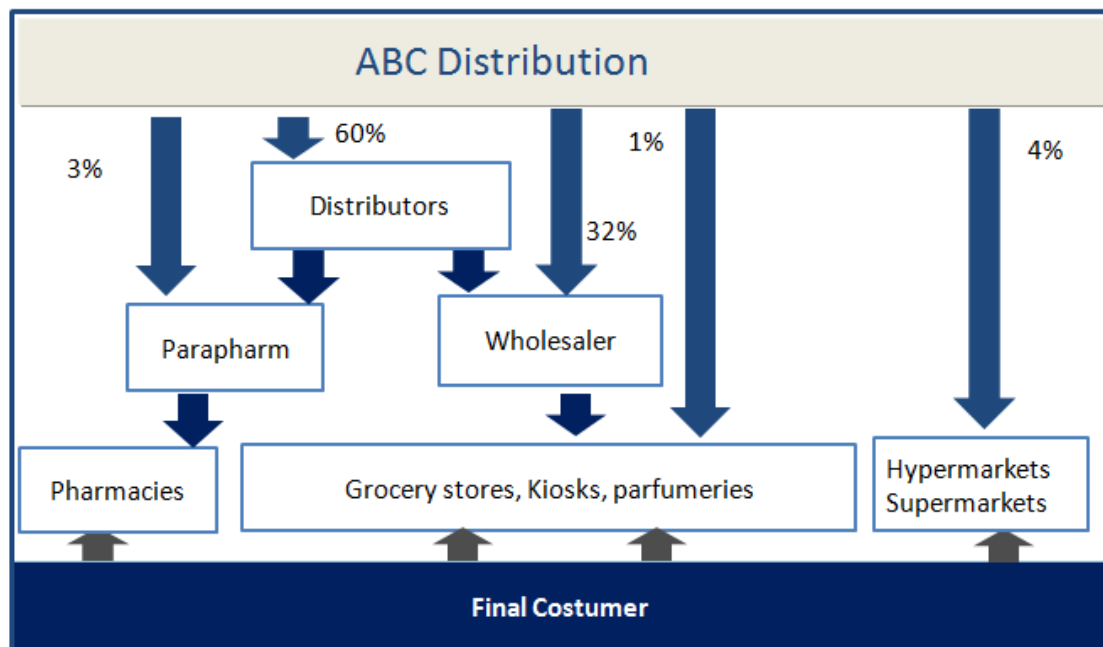 ABC Distribution
3%
60%
1%
4%
Distributors
32%
Parapharm
Wholesaler
Pharmacies
Grocery stores, Kiosks, parfumeries
Hypermarkets
Supermarkets
Final Costumer